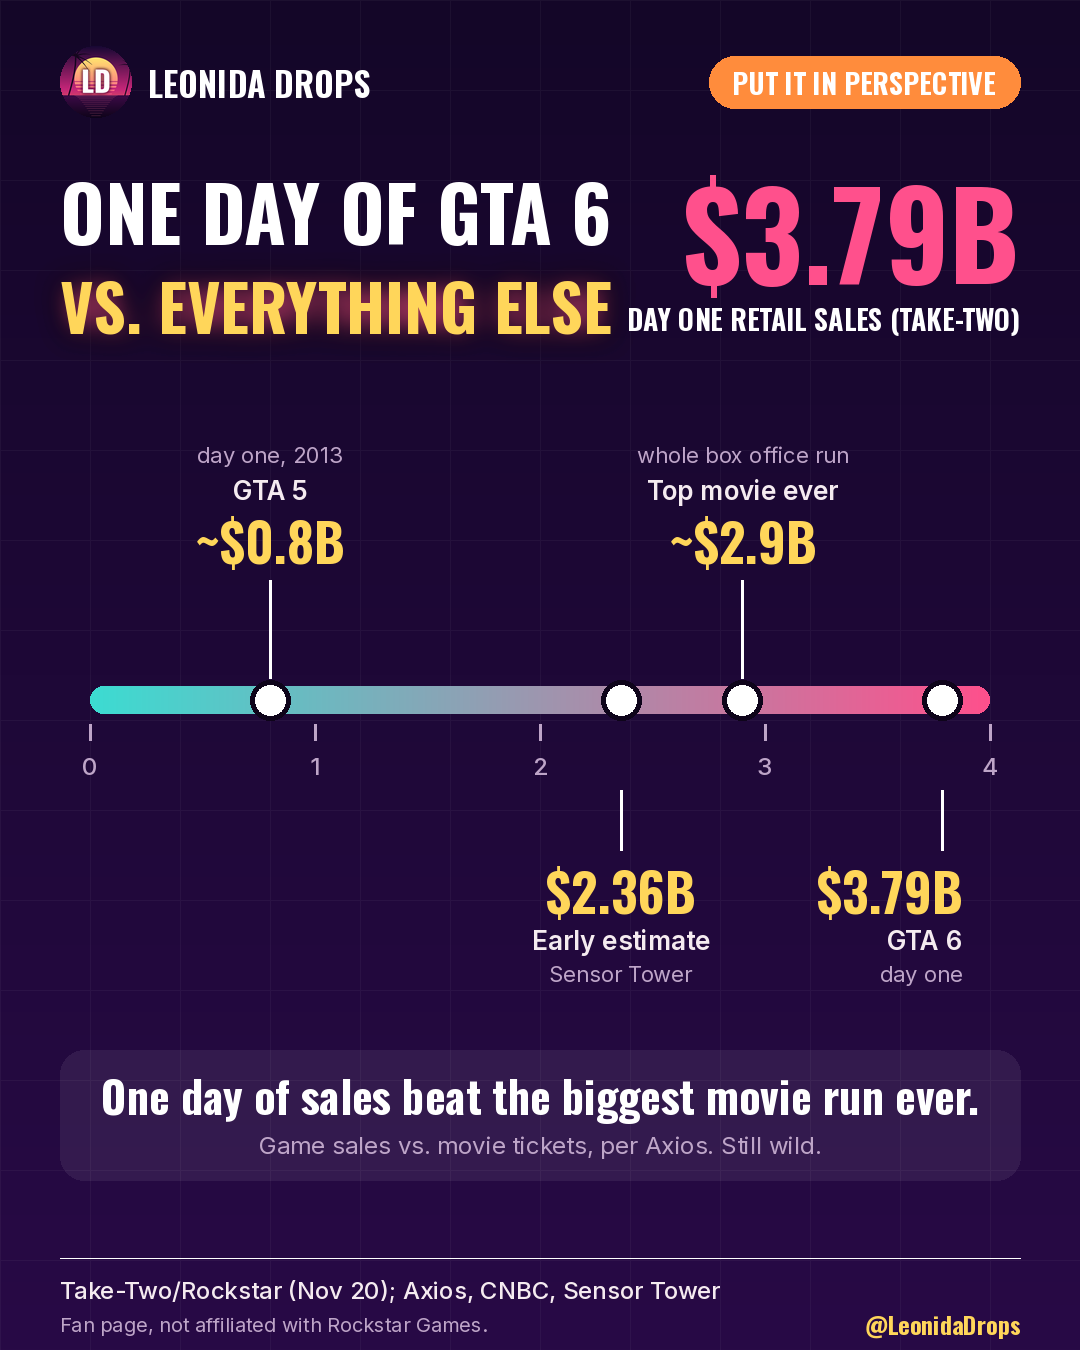 LD
LEONIDA DROPS
PUT IT IN PERSPECTIVE
ONE DAY OF GTA 6
VS. EVERYTHING ELSE
$3.79B
DAY ONE RETAIL SALES (TAKE-TWO)
day one, 2013
GTA 5
~$0.8B
whole box office run
Top movie ever
~$2.9B
0 1 2 3 4
$2.36B
Early estimate
Sensor Tower
$3.79B
GTA 6
day one
One day of sales beat the biggest movie run ever.
Game sales vs. movie tickets, per Axios. Still wild.
Take-Two/Rockstar (Nov 20); Axios, CNBC, Sensor Tower
Fan page, not affiliated with Rockstar Games.
@LeonidaDrops